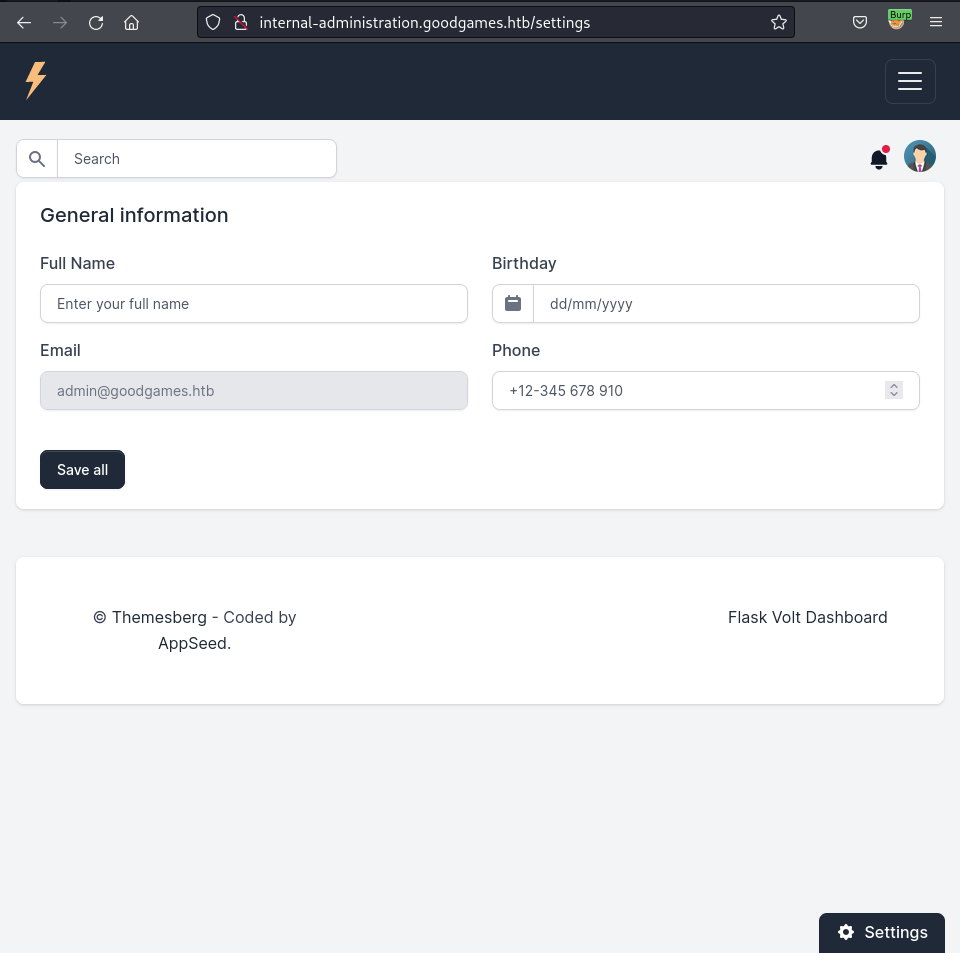 internal-administration.goodgames.htb/settings
Burp
Search
General information
Full Name
Birthday
Enter your full name
dd/mm/yyyy
Email
Phone
admin@goodgames.htb
+12-345 678 910
Save all
© Themesberg - Coded by
AppSeed.
Flask Volt Dashboard
Settings